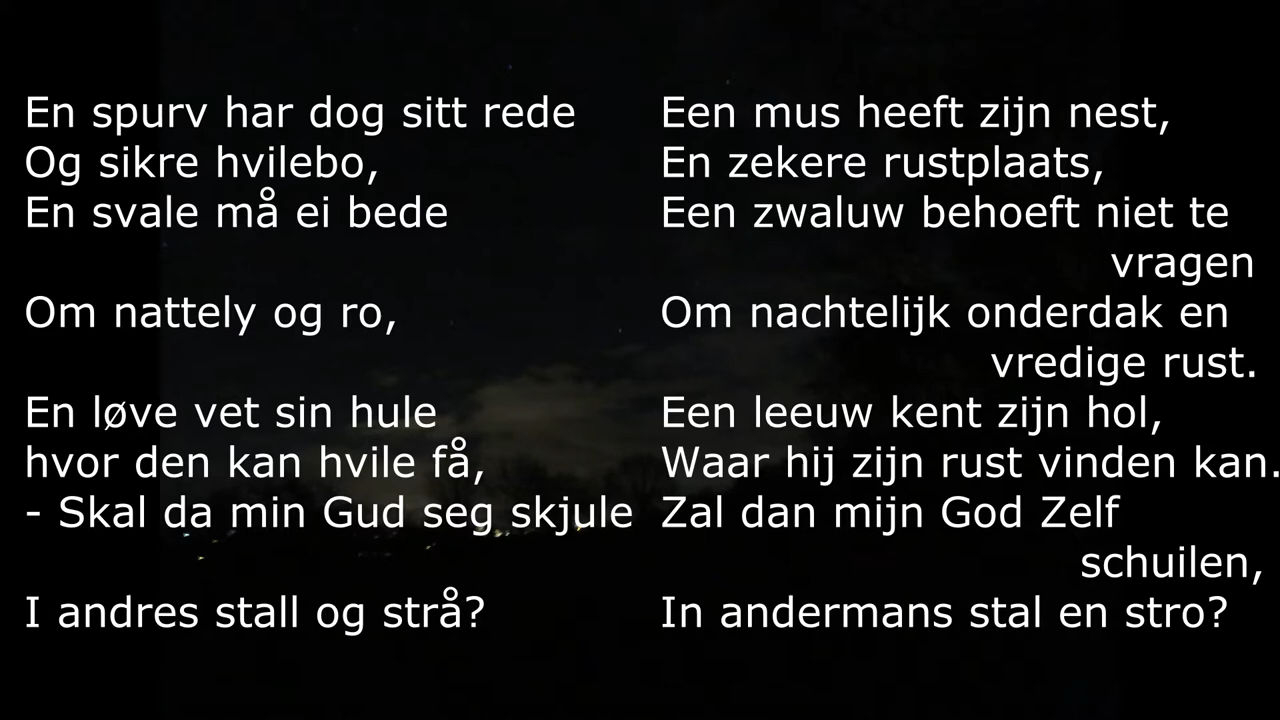 En spurv har dog sitt rede
Og sikre hvilebo,
En svale må ei bede
Om nattely og ro,
En løve vet sin hule
hvor den kan hvile få,
- Skal da min Gud seg skjule
I andres stall og strå?
Een mus heeft zijn nest,
En zekere rustplaats,
Een zwaluw behoeft niet te
vragen
Om nachtelijk onderdak en
vredige rust.
Een leeuw kent zijn hol,
Waar hij zijn rust vinden kan.
Zal dan mijn God Zelf
schuilen,
In andermans stal en stro?